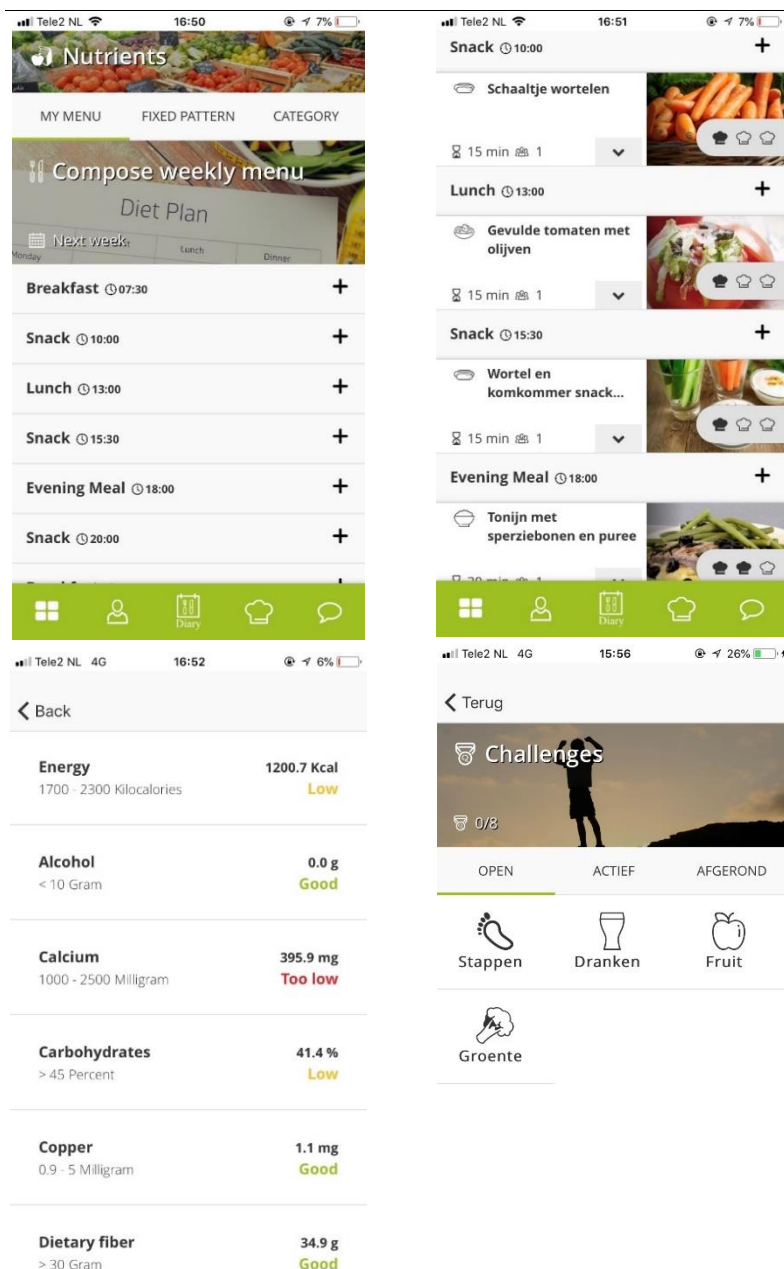 Tele2 NL 16:50 7%
Nutrients
MY MENU FIXED PATTERN CATEGORY
Compose weekly menu
Diet Plan
Next week
Monday Lunch Dinner
Breakfast 07:30 +
Snack 10:00 +
Lunch 13:00 +
Snack 15:30 +
Evening Meal 18:00 +
Snack 20:00 +
Diary
Tele2 NL 16:51 7%
Snack 10:00 +
Schaaltje wortelen
15 min 1
Lunch 13:00 +
Gevulde tomaten met
olijven
15 min 1
Snack 15:30 +
Wortel en
komkommer snack...
15 min 1
Evening Meal 18:00 +
Tonijn met
sperziebonen en puree
Diary
Tele2 NL 4G 16:52 6%
Back
Energy 1200.7 Kcal
1700 - 2300 Kilocalories Low
Alcohol 0.0 g
< 10 Gram Good
Calcium 395.9 mg
1000 - 2500 Milligram Too low
Carbohydrates 41.4 %
> 45 Percent Low
Copper 1.1 mg
0.9 - 5 Milligram Good
Dietary fiber 34.9 g
> 30 Gram Good
Tele2 NL 4G 15:56 26%
Terug
Challenges
0/8
OPEN ACTIEF AFGEROND
Stappen Dranken Fruit
Groente